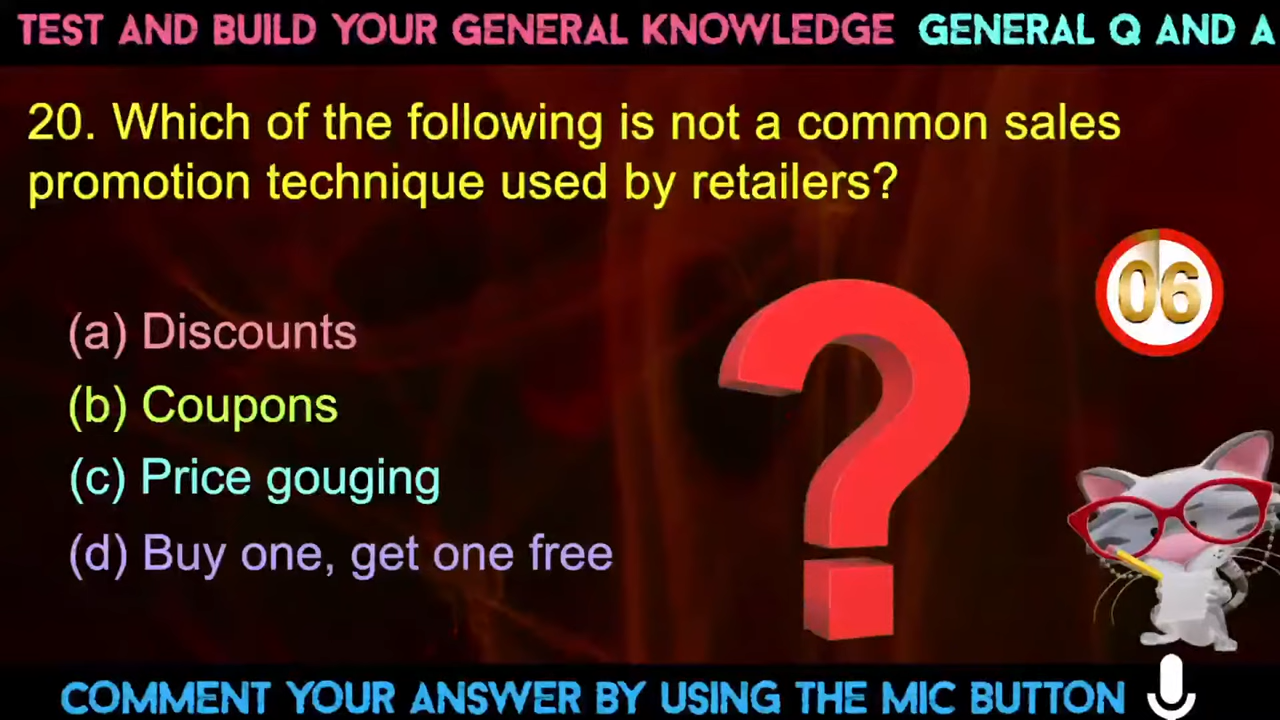 TEST AND BUILD YOUR GENERAL KNOWLEDGE GENERAL Q AND A
20. Which of the following is not a common sales
promotion technique used by retailers?
06
(a) Discounts
(b) Coupons
(c) Price gouging
(d) Buy one, get one free
COMMENT YOUR ANSWER BY USING THE MIC BUTTON